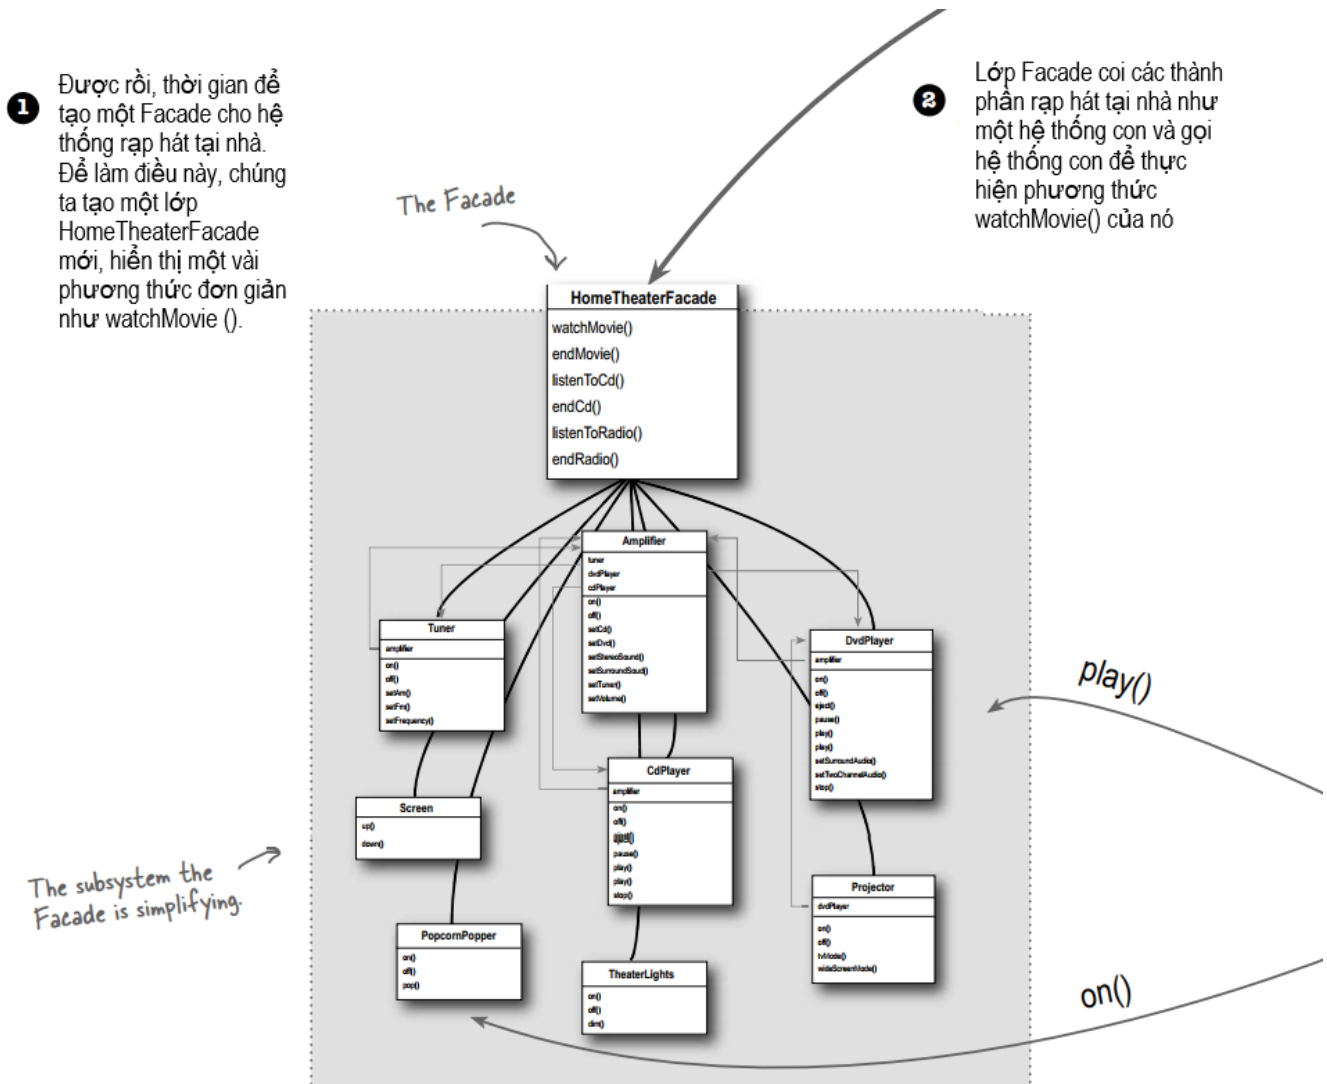 1
Được rồi, thời gian để
tạo một Facade cho hệ
thống rạp hát tại nhà.
Để làm điều này, chúng
ta tạo một lớp
HomeTheaterFacade
mới, hiển thị một vài
phương thức đơn giản
như watchMovie ().
2
Lớp Facade coi các thành
phần rạp hát tại nhà như
một hệ thống con và gọi
hệ thống con để thực
hiện phương thức
watchMovie() của nó
The Facade
HomeTheaterFacade
watchMovie()
endMovie()
listenToCd()
endCd()
listenToRadio()
endRadio()
Amplifier
tuner
dvdPlayer
cdPlayer
on()
off()
setCd()
setDvd()
setStereoSound()
setSurroundSoud()
setTuner()
setVolume()
Tuner
amplifier
on()
off()
setAm()
setFm()
setFrequency()
DvdPlayer
amplifier
on()
off()
eject()
pause()
play()
play()
setSurroundAudio()
setTwoChannelAudio()
stop()
play()
CdPlayer
amplifier
on()
off()
pause()
play()
play()
stop()
Screen
up()
down()
The subsystem the
Facade is simplifying.
Projector
dvdPlayer
on()
off()
tvMode()
wideScreenMode()
PopcornPopper
on()
off()
pop()
TheaterLights
on()
off()
dim()
on()